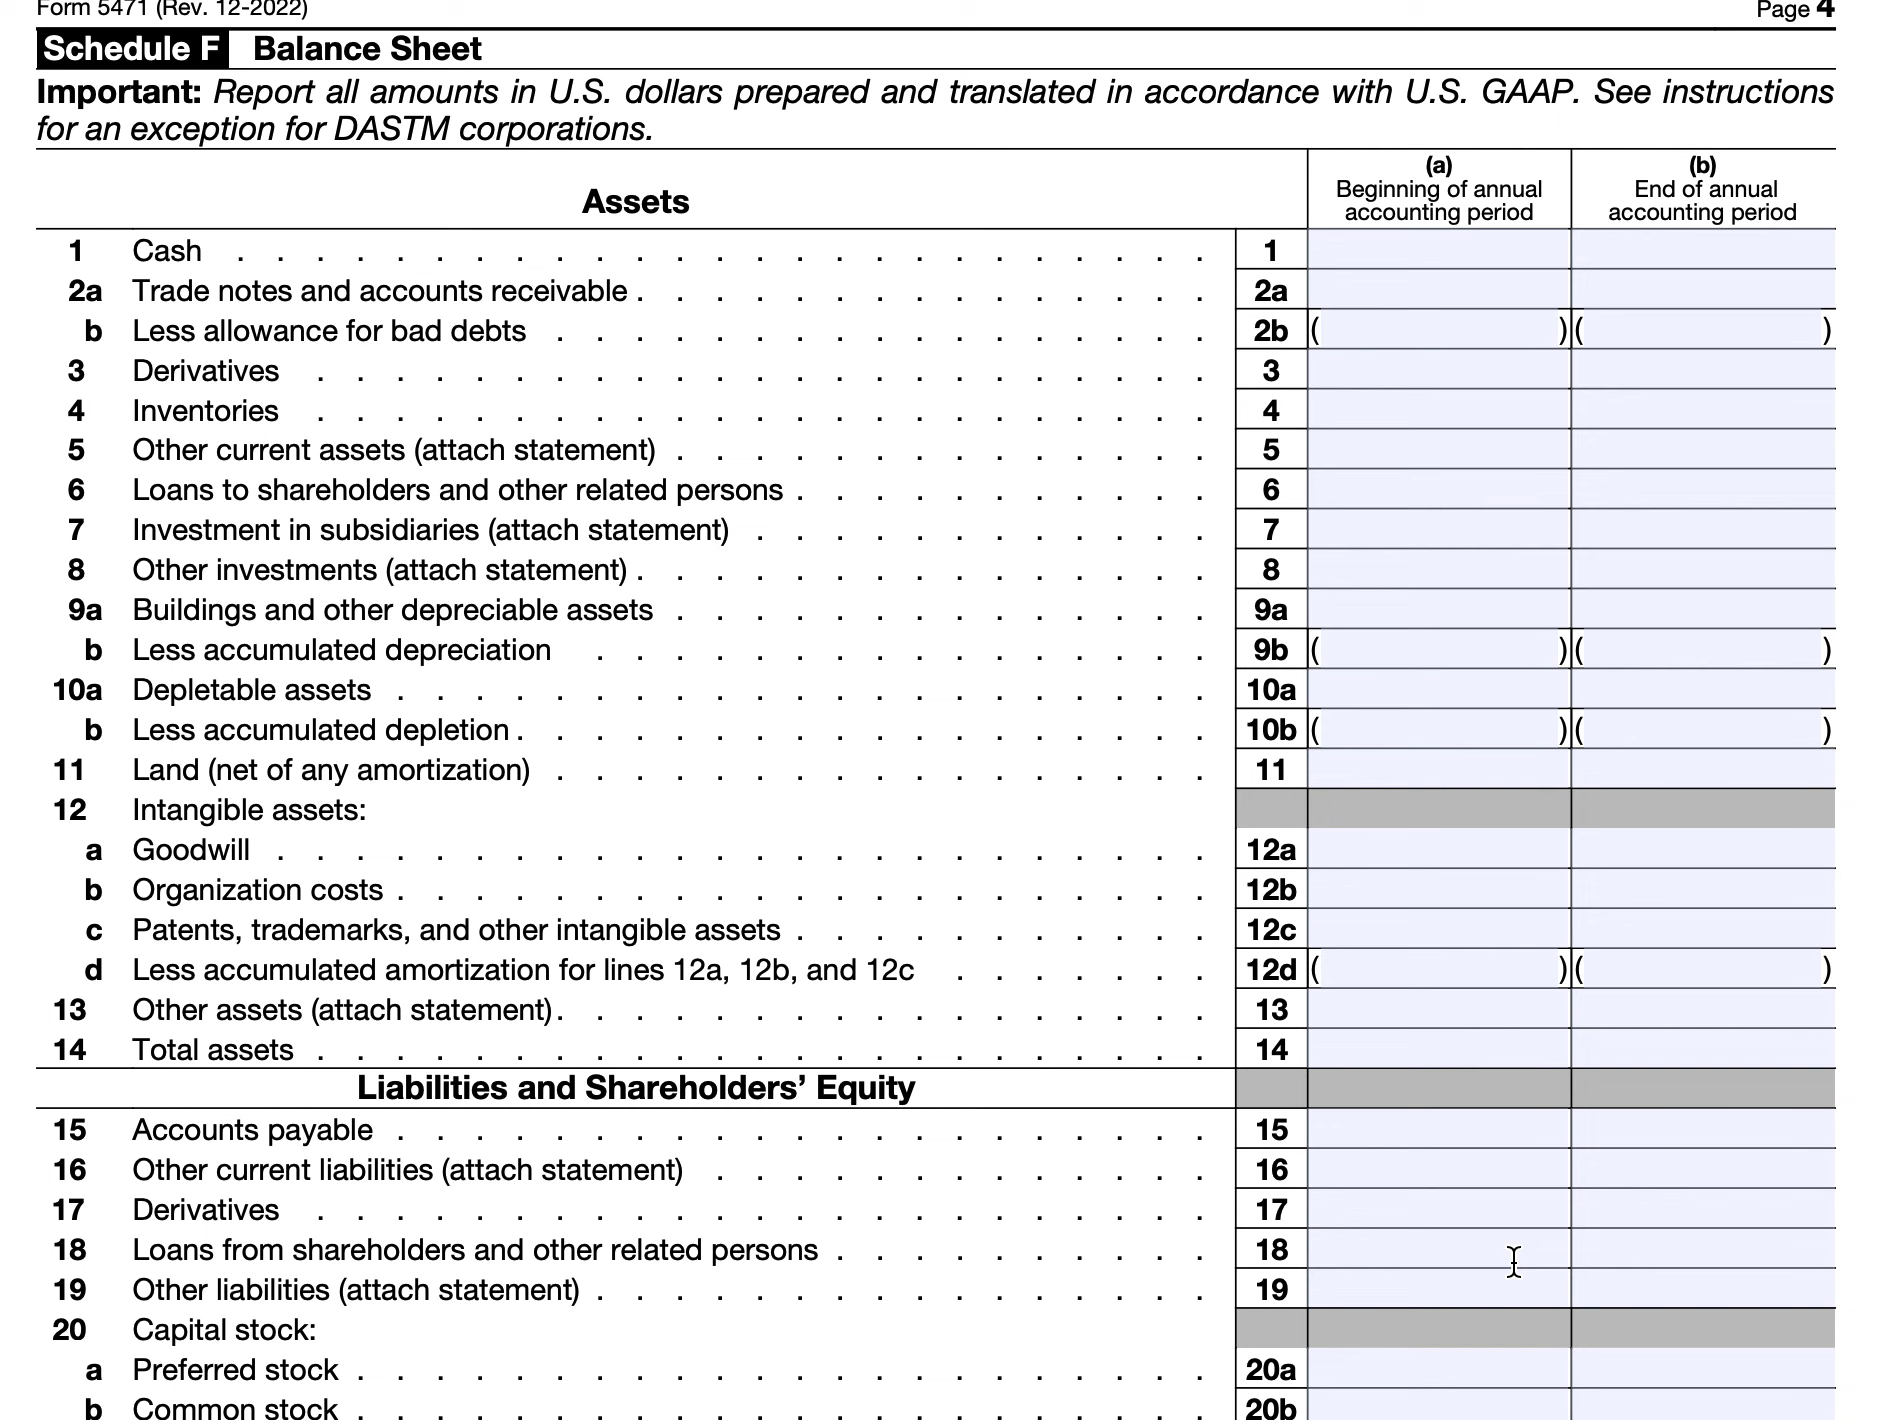 Form 5471 (Rev. 12-2022) Page 4
Schedule F Balance Sheet
Important: Report all amounts in U.S. dollars prepared and translated in accordance with U.S. GAAP. See instructions
for an exception for DASTM corporations.
Assets
(a)
Beginning of annual
accounting period
(b)
End of annual
accounting period
1 Cash . . . . . . . . . . . . . . . . . . . . . . . . . 1
2a Trade notes and accounts receivable . . . . . . . . . . . . . . . 2a
b Less allowance for bad debts . . . . . . . . . . . . . . . . . 2b ( ) ( )
3 Derivatives . . . . . . . . . . . . . . . . . . . . . . . 3
4 Inventories . . . . . . . . . . . . . . . . . . . . . . . 4
5 Other current assets (attach statement) . . . . . . . . . . . . . . 5
6 Loans to shareholders and other related persons . . . . . . . . . . . 6
7 Investment in subsidiaries (attach statement) . . . . . . . . . . . . 7
8 Other investments (attach statement) . . . . . . . . . . . . . . . 8
9a Buildings and other depreciable assets . . . . . . . . . . . . . . 9a
b Less accumulated depreciation . . . . . . . . . . . . . . . . 9b ( ) ( )
10a Depletable assets . . . . . . . . . . . . . . . . . . . . . 10a
b Less accumulated depletion . . . . . . . . . . . . . . . . . . 10b ( ) ( )
11 Land (net of any amortization) . . . . . . . . . . . . . . . . . 11
12 Intangible assets:
a Goodwill . . . . . . . . . . . . . . . . . . . . . . . . 12a
b Organization costs . . . . . . . . . . . . . . . . . . . . . 12b
c Patents, trademarks, and other intangible assets . . . . . . . . . . . 12c
d Less accumulated amortization for lines 12a, 12b, and 12c . . . . . . . 12d ( ) ( )
13 Other assets (attach statement) . . . . . . . . . . . . . . . . . 13
14 Total assets . . . . . . . . . . . . . . . . . . . . . . . 14
Liabilities and Shareholders’ Equity
15 Accounts payable . . . . . . . . . . . . . . . . . . . . . 15
16 Other current liabilities (attach statement) . . . . . . . . . . . . . 16
17 Derivatives . . . . . . . . . . . . . . . . . . . . . . . 17
18 Loans from shareholders and other related persons . . . . . . . . . . 18
19 Other liabilities (attach statement) . . . . . . . . . . . . . . . . 19
20 Capital stock:
a Preferred stock . . . . . . . . . . . . . . . . . . . . . . 20a
b Common stock . . . . . . . . . . . . . . . . . . . . . . 20b